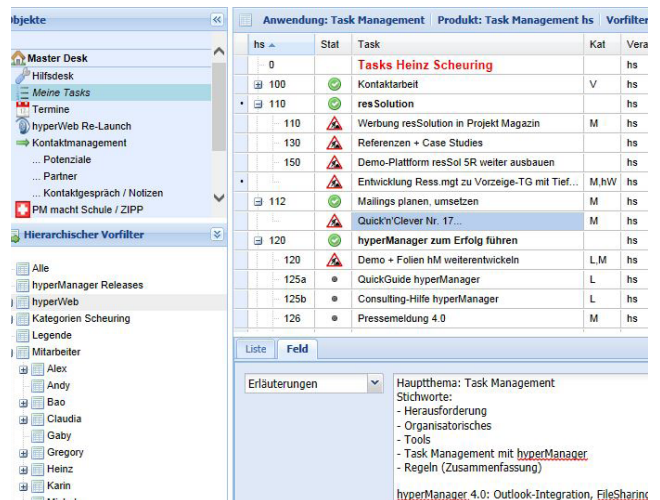 Objekte
Master Desk
Hilfsdesk
Meine Tasks
Termine
hyperWeb Re-Launch
Kontaktmanagement
... Potenziale
... Partner
... Kontaktgespräch / Notizen
PM macht Schule / ZIPP
Hierarchischer Vorfilter
Alle
hyperManager Releases
hyperWeb
Kategorien Scheuring
Legende
Mitarbeiter
Alex
Andy
Bao
Claudia
Gaby
Gregory
Heinz
Karin
Anwendung: Task Management Produkt: Task Management hs Vorfilter
hs Stat Task Kat Vera
0 Tasks Heinz Scheuring hs
100 Kontaktarbeit V hs
110 resSolution hs
110 Werbung resSolution in Projekt Magazin M hs
130 Referenzen + Case Studies hs
150 Demo-Plattform resSol 5R weiter ausbauen hs
Entwicklung Ress.mgt zu Vorzeige-TG mit Tief... M,hW hs
112 Mailings planen, umsetzen M hs
Quick'n'Clever Nr. 17... M hs
120 hyperManager zum Erfolg führen hs
120 Demo + Folien hM weiterentwickeln L,M hs
125a QuickGuide hyperManager L hs
125b Consulting-Hilfe hyperManager L hs
126 Pressemeldung 4.0 M hs
Liste Feld
Erläuterungen
Hauptthema: Task Management
Stichworte:
- Herausforderung
- Organisatorisches
- Tools
- Task Management mit hyperManager
- Regeln (Zusammenfassung)
hyperManager 4.0: Outlook-Integration, FileSharing